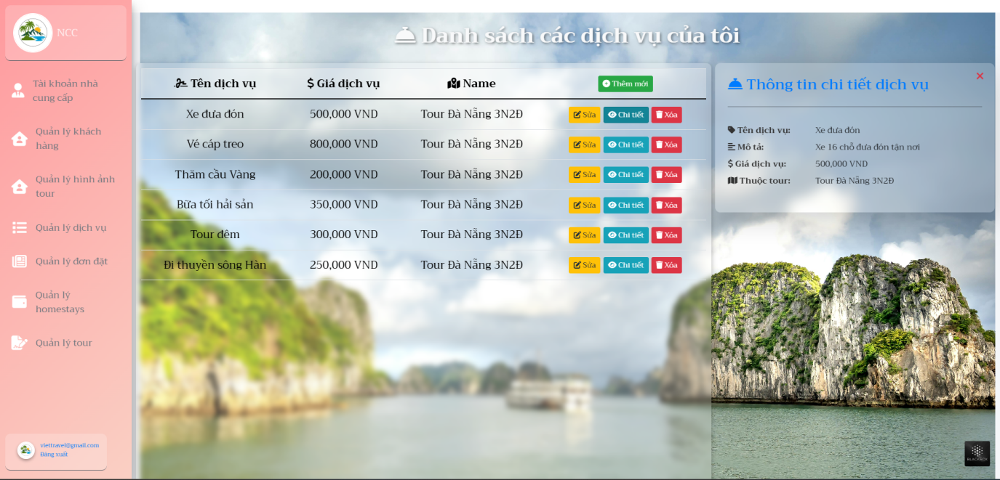 NCC
Tài khoản nhà
cung cấp
Quản lý khách
hàng
Quản lý hình ảnh
tour
Quản lý dịch vụ
Quản lý đơn đặt
Quản lý
homestays
Quản lý tour
viettravel@gmail.com
Đăng xuất
Danh sách các dịch vụ của tôi
Tên dịch vụ Giá dịch vụ Name Thêm mới
Xe đưa đón 500,000 VND Tour Đà Nẵng 3N2Đ Sửa Chi tiết Xóa
Vé cáp treo 800,000 VND Tour Đà Nẵng 3N2Đ Sửa Chi tiết Xóa
Thăm cầu Vàng 200,000 VND Tour Đà Nẵng 3N2Đ Sửa Chi tiết Xóa
Bữa tối hải sản 350,000 VND Tour Đà Nẵng 3N2Đ Sửa Chi tiết Xóa
Tour đêm 300,000 VND Tour Đà Nẵng 3N2Đ Sửa Chi tiết Xóa
Đi thuyền sông Hàn 250,000 VND Tour Đà Nẵng 3N2Đ Sửa Chi tiết Xóa
Thông tin chi tiết dịch vụ
Tên dịch vụ: Xe đưa đón
Mô tả: Xe 16 chỗ đưa đón tận nơi
Giá dịch vụ: 500,000 VND
Thuộc tour: Tour Đà Nẵng 3N2Đ
BLACKBOX